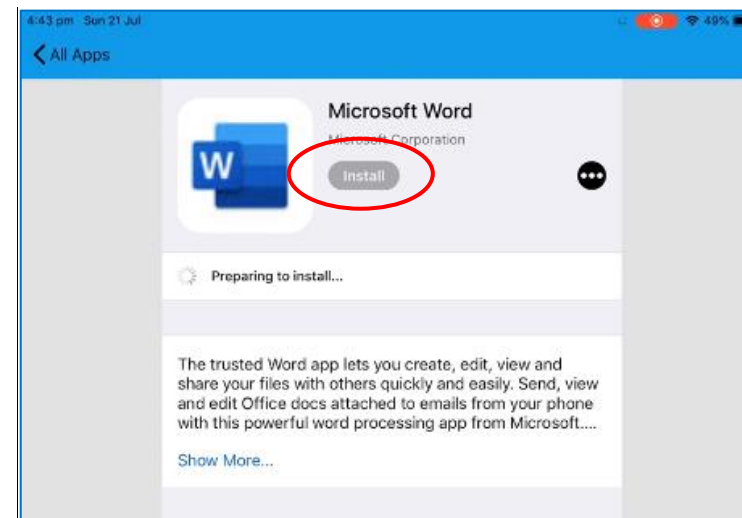 4:43 pm Sun 21 Jul
49%
All Apps
Microsoft Word
Microsoft Corporation
W
Install
Preparing to install...
The trusted Word app lets you create, edit, view and
share your files with others quickly and easily. Send, view
and edit Office docs attached to emails from your phone
with this powerful word processing app from Microsoft....
Show More...